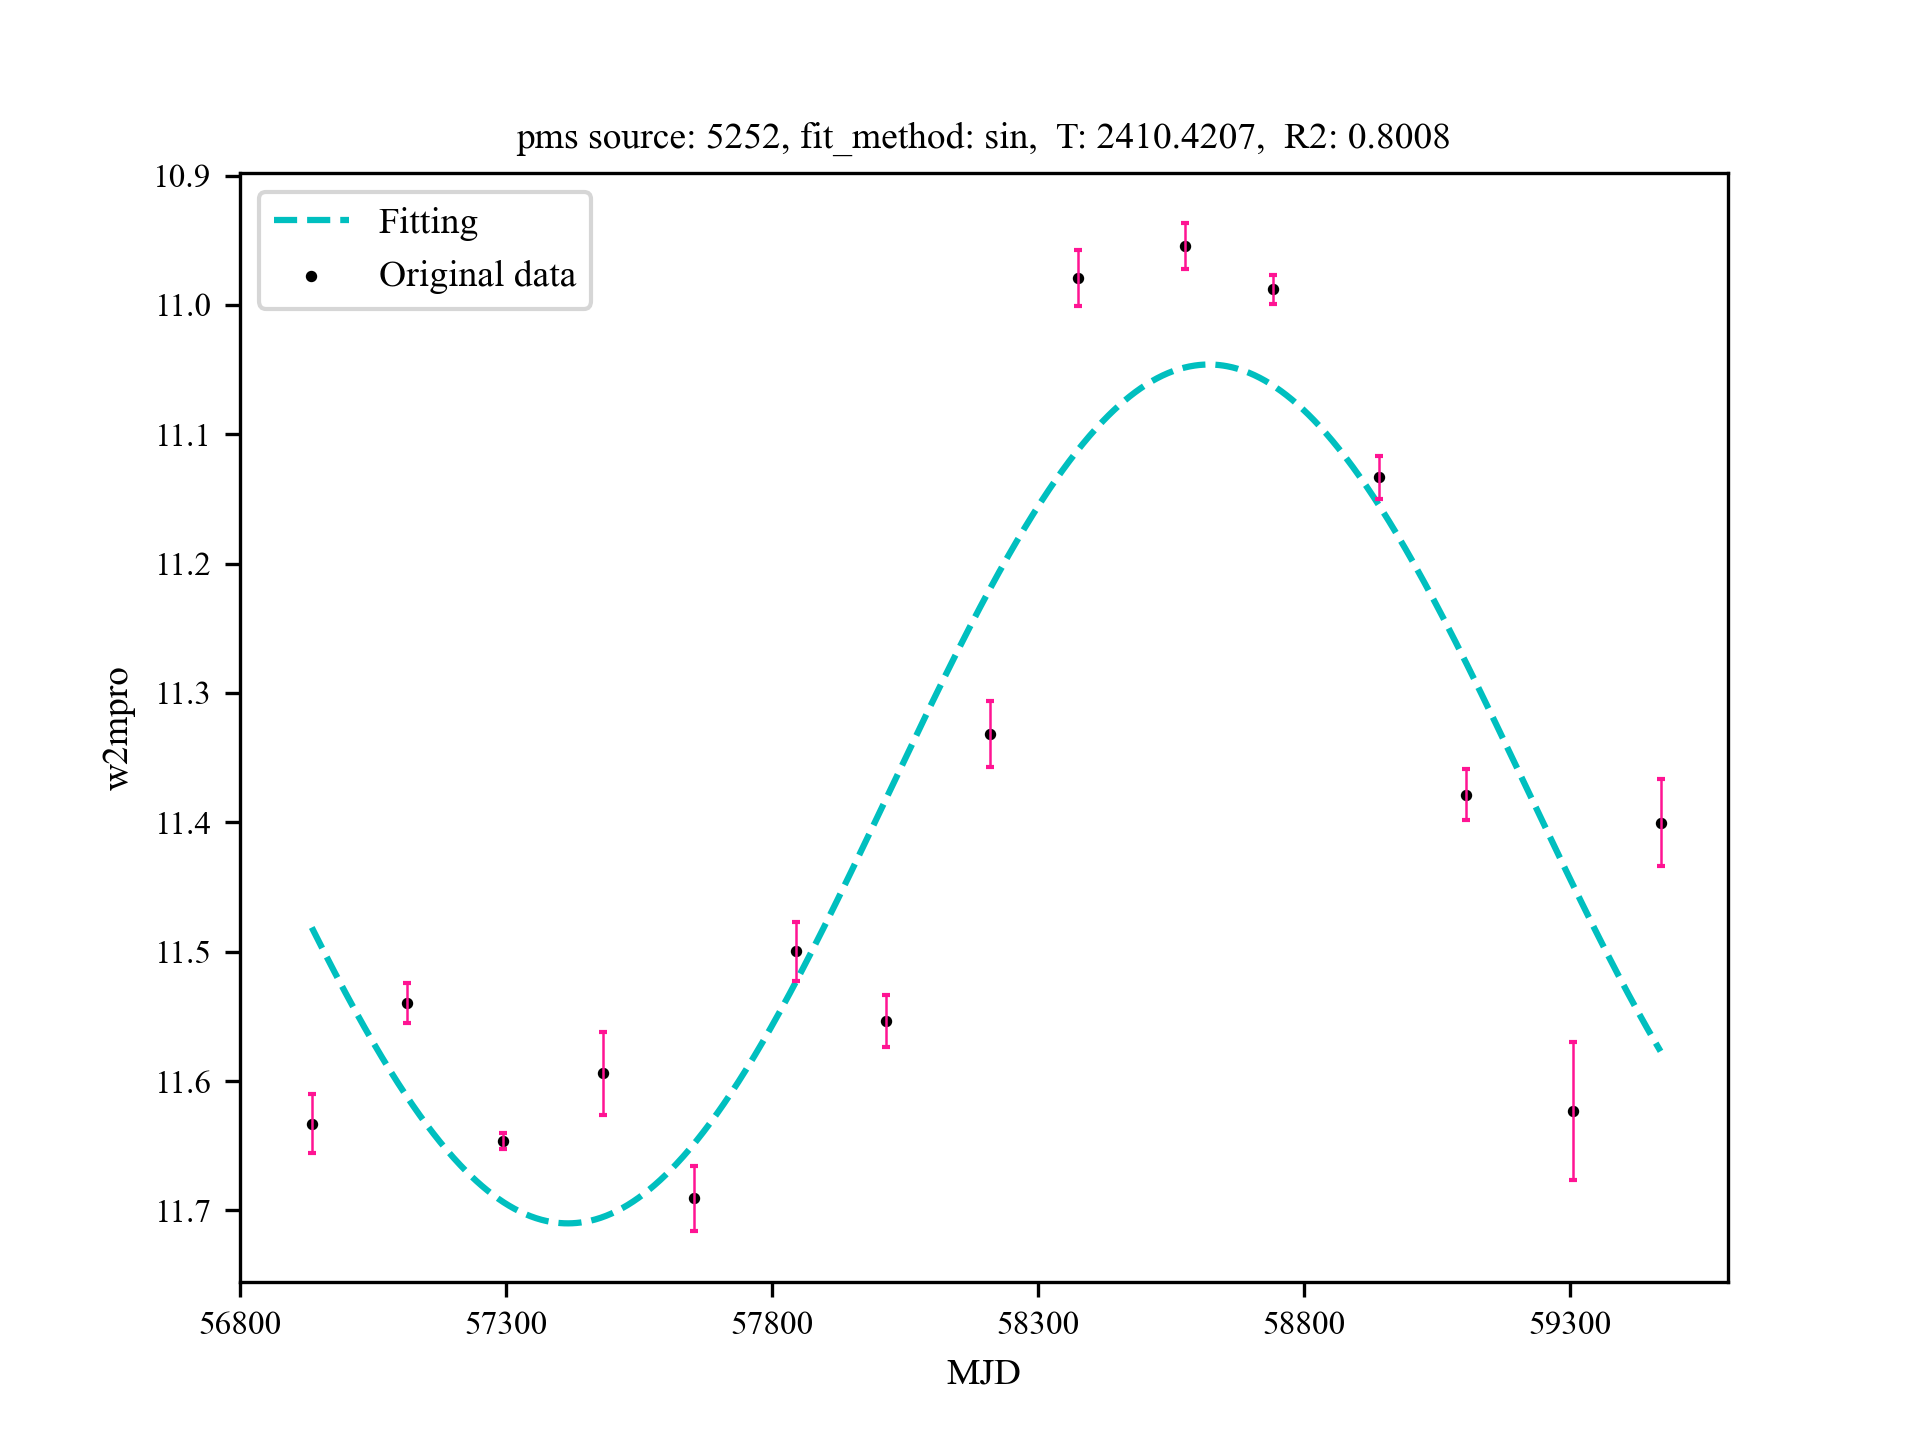 pms source: 5252, fit_method: sin,  T: 2410.4207,  R2: 0.8008
Fitting
Original data
10.9
11.0
11.1
11.2
11.3
11.4
11.5
11.6
11.7
w2mpro
56800 57300 57800 58300 58800 59300
MJD